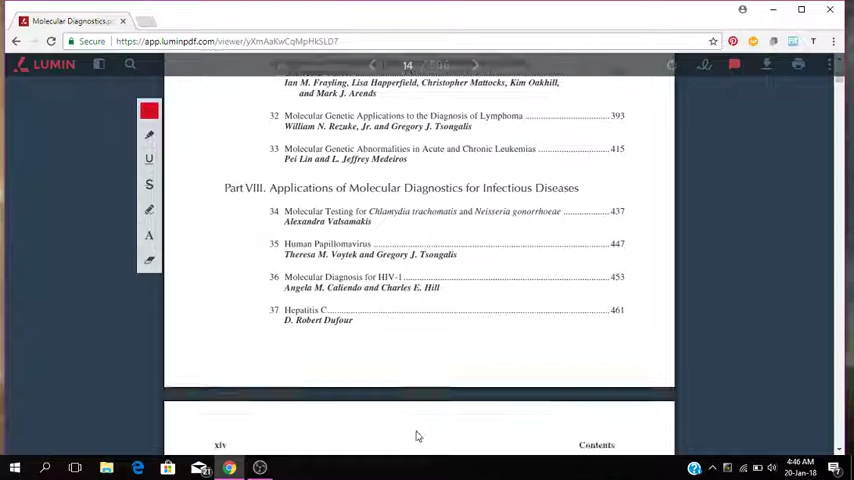 Molecular Diagnostics.p
Secure https://app.luminpdf.com/viewer/yXmAaKwCqMpHkSLD7
LUMIN 14
Ian M. Frayling, Lisa Happerfield, Christopher Mattocks, Kim Oakhill,
and Mark J. Arends
32 Molecular Genetic Applications to the Diagnosis of Lymphoma 393
William N. Rezuke, Jr. and Gregory J. Tsongalis
33 Molecular Genetic Abnormalities in Acute and Chronic Leukemias 415
Pei Lin and L. Jeffrey Medeiros
Part VIII. Applications of Molecular Diagnostics for Infectious Diseases
34 Molecular Testing for Chlamydia trachomatis and Neisseria gonorrhoeae 437
Alexandra Valsamakis
35 Human Papillomavirus 447
Theresa M. Voytek and Gregory J. Tsongalis
36 Molecular Diagnosis for HIV-1 453
Angela M. Caliendo and Charles E. Hill
37 Hepatitis C 461
D. Robert Dufour
xiv Contents
U
S
A
21
4:46 AM
20-Jan-18